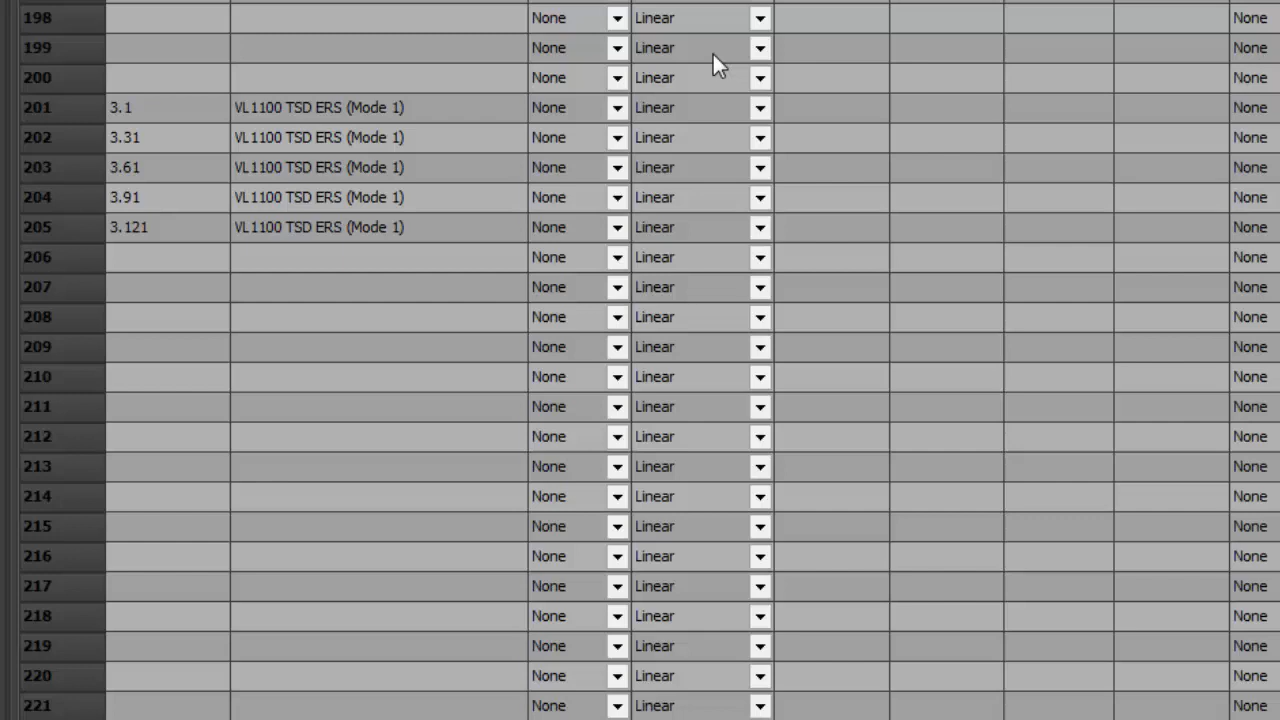 198 None Linear None
199 None Linear None
200 None Linear None
201 3.1 VL1100 TSD ERS (Mode 1) None Linear None
202 3.31 VL1100 TSD ERS (Mode 1) None Linear None
203 3.61 VL1100 TSD ERS (Mode 1) None Linear None
204 3.91 VL1100 TSD ERS (Mode 1) None Linear None
205 3.121 VL1100 TSD ERS (Mode 1) None Linear None
206 None Linear None
207 None Linear None
208 None Linear None
209 None Linear None
210 None Linear None
211 None Linear None
212 None Linear None
213 None Linear None
214 None Linear None
215 None Linear None
216 None Linear None
217 None Linear None
218 None Linear None
219 None Linear None
220 None Linear None
221 None Linear None